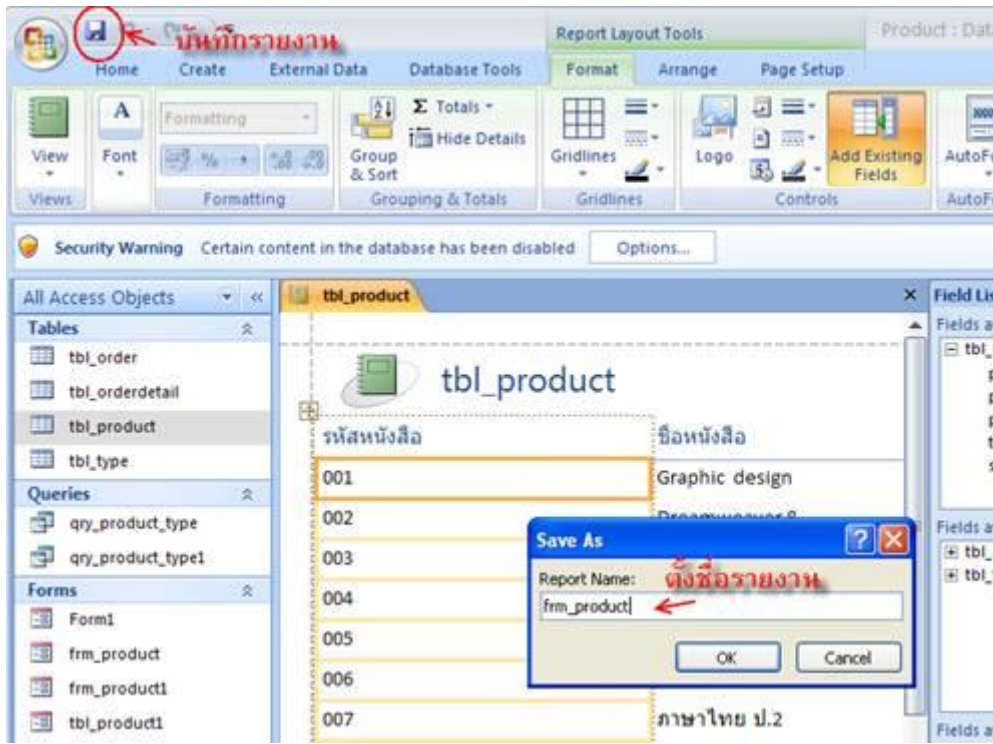 บันทึกรายงาน
Report Layout Tools
Product : Dat
Home Create External Data Database Tools Format Arrange Page Setup
View
Font
Formatting
Group & Sort
Σ Totals
Hide Details
Gridlines
Logo
Add Existing Fields
AutoFo
Views Formatting Grouping & Totals Gridlines Controls AutoF
Security Warning Certain content in the database has been disabled Options...
All Access Objects
Tables
tbl_order
tbl_orderdetail
tbl_product
tbl_type
Queries
qry_product_type
qry_product_type1
Forms
Form1
frm_product
frm_product1
tbl_product1
tbl_product
tbl_product
รหัสหนังสือ ชื่อหนังสือ
001 Graphic design
002
003
004
005
006
007 ภาษาไทย ป.2
Save As
Report Name:
ตั้งชื่อรายงาน
frm_product
OK Cancel
Field Lis
Fields a
tbl_
p
p
p
t
s
Fields a
tbl_
tbl_
Fields a